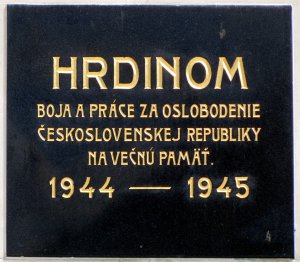 HRDINOM
BOJA A PRÁCE ZA OSLOBODENIE
ČESKOSLOVENSKEJ REPUBLIKY
NA VEČNÚ PAMÄŤ.
1944 — 1945